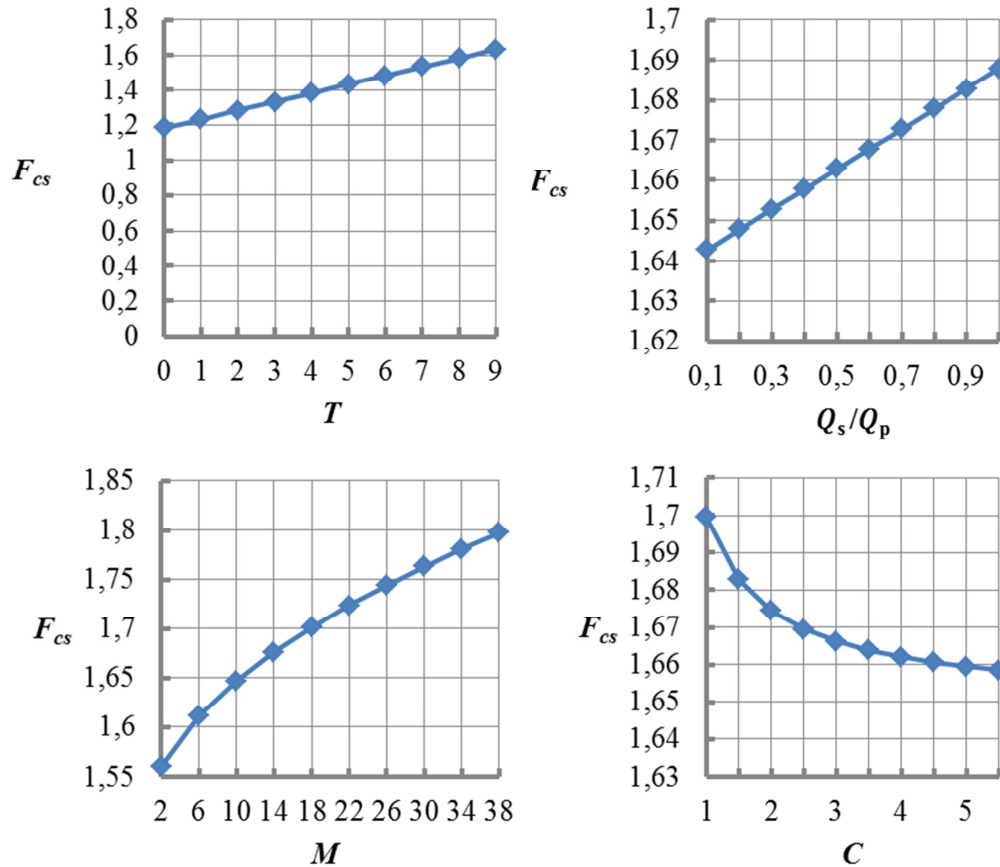 1,8
1,6
1,4
1,2
1
0,8
0,6
0,4
0,2
0
F_cs
0 1 2 3 4 5 6 7 8 9
T
1,7
1,69
1,68
1,67
1,66
1,65
1,64
1,63
1,62
F_cs
0,1 0,3 0,5 0,7 0,9
Q_s/Q_p
1,85
1,8
1,75
1,7
1,65
1,6
1,55
F_cs
2 6 10 14 18 22 26 30 34 38
M
1,71
1,7
1,69
1,68
1,67
1,66
1,65
1,64
1,63
F_cs
1 2 3 4 5
C